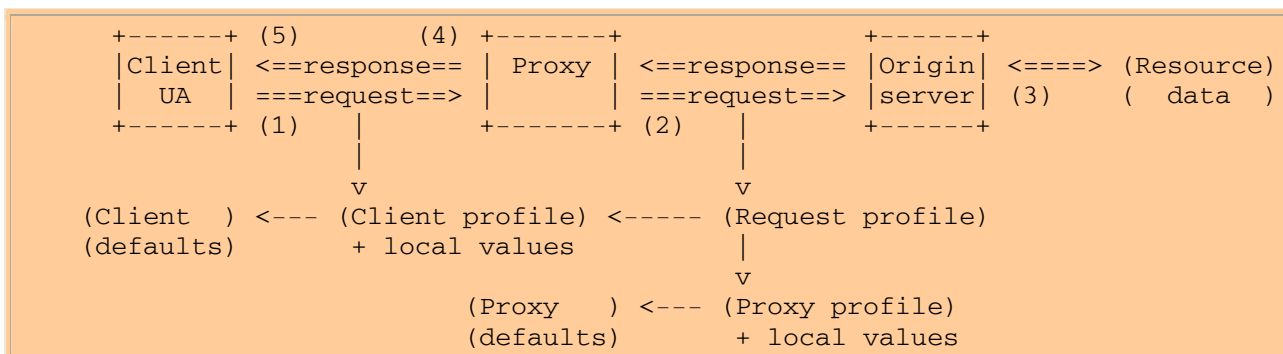 +------+ (5)      (4) +-------+               +------+
|Client| <==response== | Proxy | <==response== |Origin| <====> (Resource)
|  UA  | ===request==> |       | ===request==> |server| (3)    (  data  )
+------+ (1)   |       +-------+ (2)   |       +------+
|                       |
v                       v
(Client  ) <--- (Client profile) <----- (Request profile)
(defaults)       + local values          |
v
(Proxy   ) <--- (Proxy profile)
(defaults)       + local values